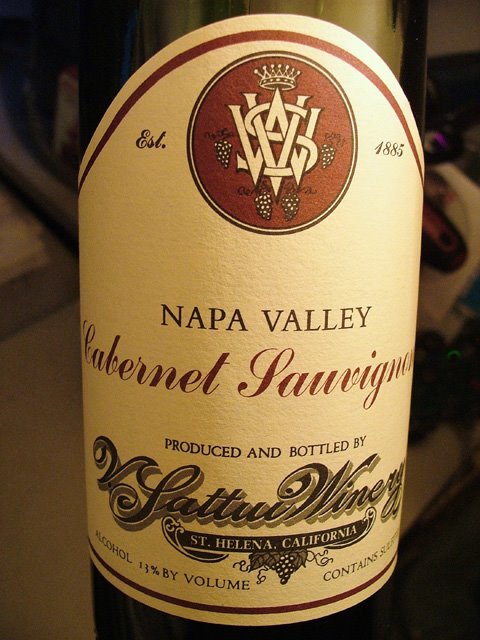 Est. 1885
NAPA VALLEY
Cabernet Sauvignon
PRODUCED AND BOTTLED BY
V. Sattui Winery
ST. HELENA, CALIFORNIA
ALCOHOL 13% BY VOLUME
CONTAINS